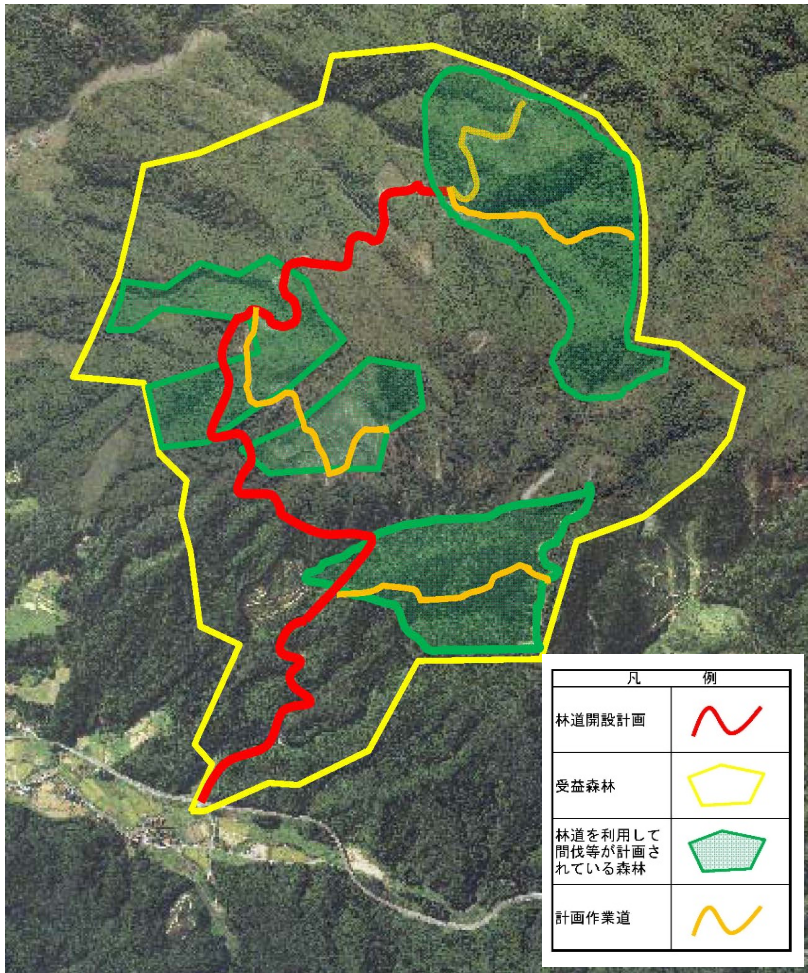 凡 例
林道開設計画
受益森林
林道を利用して
間伐等が計画さ
れている森林
計画作業道